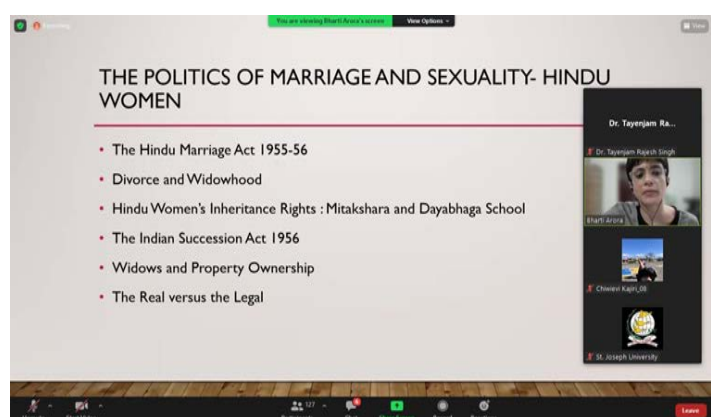 You are viewing Bharti Arora's screen View Options
View
THE POLITICS OF MARRIAGE AND SEXUALITY- HINDU
WOMEN
• The Hindu Marriage Act 1955-56
• Divorce and Widowhood
• Hindu Women's Inheritance Rights : Mitakshara and Dayabhaga School
• The Indian Succession Act 1956
• Widows and Property Ownership
• The Real versus the Legal
Dr. Tayenjam Ra...
Dr. Tayenjam Rajesh Singh
Bharti Arora
Chiwievi Kajiri_09
St. Joseph University
127
Leave